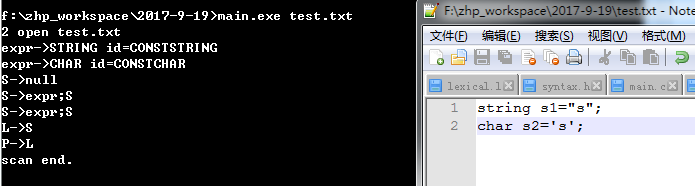 f:\zhp_workspace\2017-9-19>main.exe test.txt
2 open test.txt
expr->STRING id=CONSTSTRING
expr->CHAR id=CONSTCHAR
S->null
S->expr;S
S->expr;S
L->S
P->L
scan end.
F:\zhp_workspace\2017-9-19\test.txt - Note
文件(F) 编辑(E) 搜索(S) 视图(V) 格式(M)
lexical.l syntax.h main.c
1 string s1="s";
2 char s2='s';